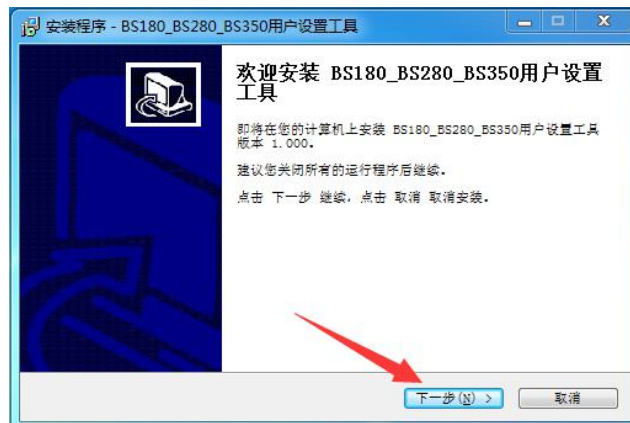 安装程序 - BS180_BS280_BS350用户设置工具
欢迎安装 BS180_BS280_BS350用户设置
工具
即将在您的计算机上安装 BS180_BS280_BS350用户设置工具
版本 1.000。
建议您关闭所有的运行程序后继续。
点击 下一步 继续，点击 取消 取消安装。
下一步(N) >
取消